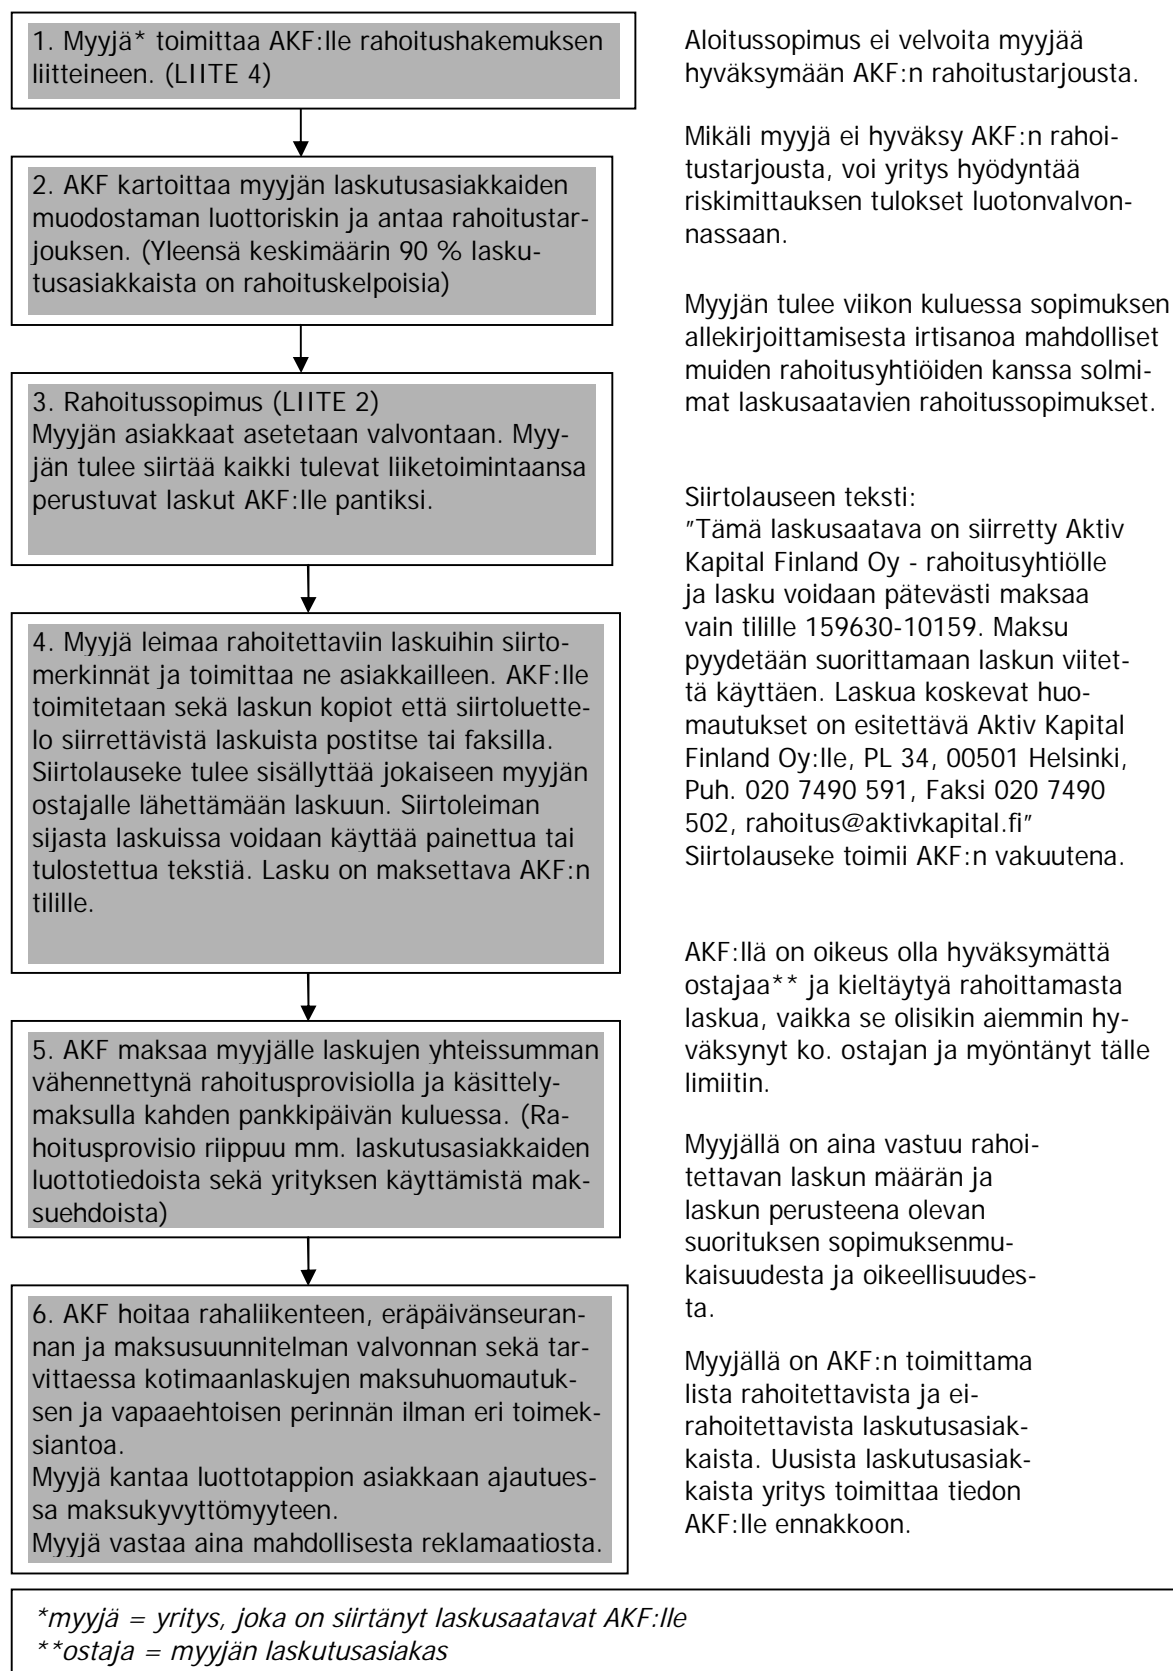 1. Myyjä* toimittaa AKF:lle rahoitushakemuksen
liitteineen. (LIITE 4)
2. AKF kartoittaa myyjän laskutusasiakkaiden
muodostaman luottoriskin ja antaa rahoitustar-
jouksen. (Yleensä keskimäärin 90 % lasku-
tusasiakkaista on rahoituskelpoisia)
3. Rahoitussopimus (LIITE 2)
Myyjän asiakkaat asetetaan valvontaan. Myy-
jän tulee siirtää kaikki tulevat liiketoimintaansa
perustuvat laskut AKF:lle pantiksi.
4. Myyjä leimaa rahoitettaviin laskuihin siirto-
merkinnät ja toimittaa ne asiakkailleen. AKF:lle
toimitetaan sekä laskun kopiot että siirtoluette-
lo siirrettävistä laskuista postitse tai faksilla.
Siirtolauseke tulee sisällyttää jokaiseen myyjän
ostajalle lähettämään laskuun. Siirtoleiman
sijasta laskuissa voidaan käyttää painettua tai
tulostettua tekstiä. Lasku on maksettava AKF:n
tilille.
5. AKF maksaa myyjälle laskujen yhteissumman
vähennettynä rahoitusprovisiolla ja käsittely-
maksulla kahden pankkipäivän kuluessa. (Ra-
hoitusprovisio riippuu mm. laskutusasiakkaiden
luottotiedoista sekä yrityksen käyttämistä mak-
suehdoista)
6. AKF hoitaa rahaliikenteen, eräpäivänseuran-
nan ja maksusuunnitelman valvonnan sekä tar-
vittaessa kotimaanlaskujen maksuhuomautuk-
sen ja vapaaehtoisen perinnän ilman eri toimek-
siantoa.
Myyjä kantaa luottotappion asiakkaan ajautues-
sa maksukyvyttömyyteen.
Myyjä vastaa aina mahdollisesta reklamaatiosta.
Aloitussopimus ei velvoita myyjää
hyväksymään AKF:n rahoitustarjousta.
Mikäli myyjä ei hyväksy AKF:n rahoi-
tustarjousta, voi yritys hyödyntää
riskimittauksen tulokset luotonvalvon-
nassaan.
Myyjän tulee viikon kuluessa sopimuksen
allekirjoittamisesta irtisanoa mahdolliset
muiden rahoitusyhtiöiden kanssa solmi-
mat laskusaatavien rahoitussopimukset.
Siirtolauseen teksti:
"Tämä laskusaatava on siirretty Aktiv
Kapital Finland Oy - rahoitusyhtiölle
ja lasku voidaan pätevästi maksaa
vain tilille 159630-10159. Maksu
pyydetään suorittamaan laskun viitet-
tä käyttäen. Laskua koskevat huo-
mautukset on esitettävä Aktiv Kapital
Finland Oy:lle, PL 34, 00501 Helsinki,
Puh. 020 7490 591, Faksi 020 7490
502, rahoitus@aktivkapital.fi"
Siirtolauseke toimii AKF:n vakuutena.
AKF:llä on oikeus olla hyväksymättä
ostajaa** ja kieltäytyä rahoittamasta
laskua, vaikka se olisikin aiemmin hy-
väksynyt ko. ostajan ja myöntänyt tälle
limiitin.
Myyjällä on aina vastuu rahoi-
tettavan laskun määrän ja
laskun perusteena olevan
suorituksen sopimuksenmu-
kaisuudesta ja oikeellisuudes-
ta.
Myyjällä on AKF:n toimittama
lista rahoitettavista ja ei-
rahoitettavista laskutusasiak-
kaista. Uusista laskutusasiak-
kaista yritys toimittaa tiedon
AKF:lle ennakkoon.
*myyjä = yritys, joka on siirtänyt laskusaatavat AKF:lle
**ostaja = myyjän laskutusasiakas